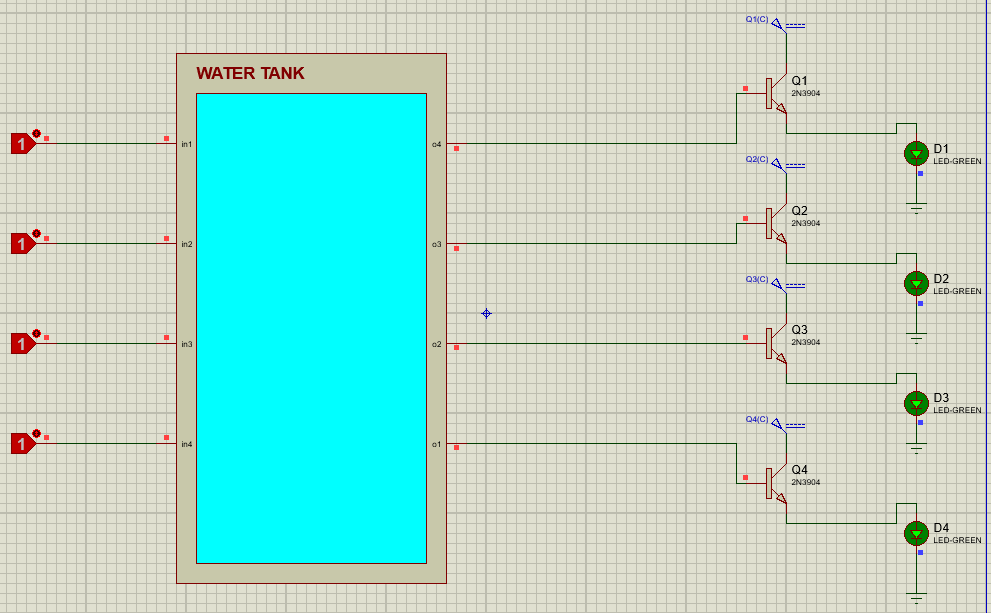 Q1(C)
WATER TANK
Q1
2N3904
1
in1
o4
D1
LED-GREEN
Q2(C)
Q2
2N3904
1
in2
o3
D2
LED-GREEN
Q3(C)
Q3
2N3904
1
in3
o2
D3
LED-GREEN
Q4(C)
1
in4
o1
Q4
2N3904
D4
LED-GREEN